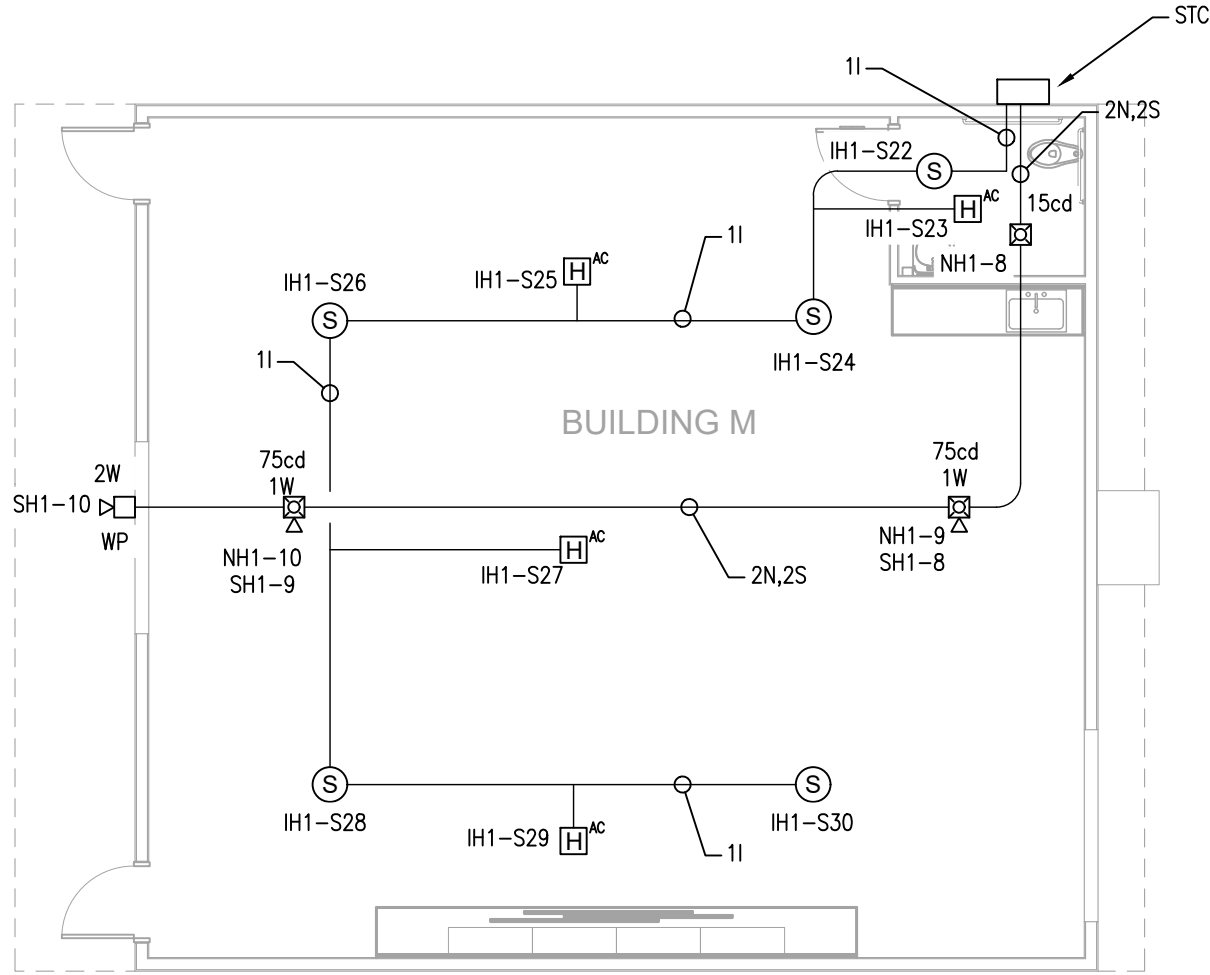 STC
1I
2N,2S
IH1-S22
S
15cd
H AC
IH1-S23
NH1-8
1I
IH1-S25
H AC
IH1-S26
S
S
IH1-S24
1I
BUILDING M
2W
SH1-10
WP
75cd
1W
NH1-10
SH1-9
75cd
1W
NH1-9
SH1-8
H AC
IH1-S27
2N,2S
S
IH1-S28
IH1-S29
H AC
S
IH1-S30
1I